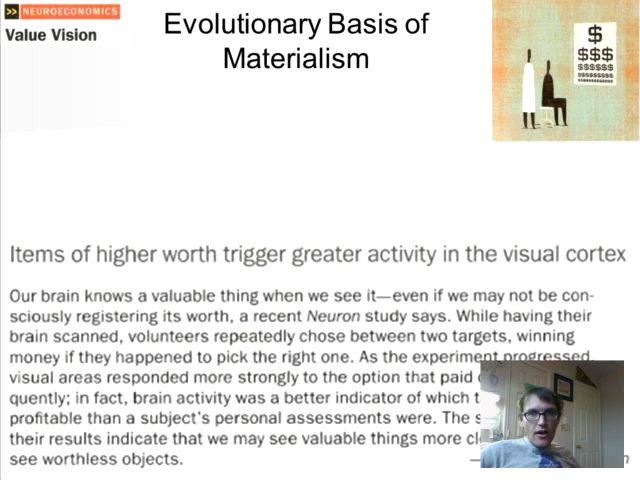 >> NEUROECONOMICS
Value Vision
Evolutionary Basis of
Materialism
$
$$$
$$$$$$
Items of higher worth trigger greater activity in the visual cortex
Our brain knows a valuable thing when we see it—even if we may not be con-
sciously registering its worth, a recent Neuron study says. While having their
brain scanned, volunteers repeatedly chose between two targets, winning
money if they happened to pick the right one. As the experiment progressed,
visual areas responded more strongly to the option that paid
quently; in fact, brain activity was a better indicator of which
profitable than a subject's personal assessments were. The
their results indicate that we may see valuable things more
see worthless objects.